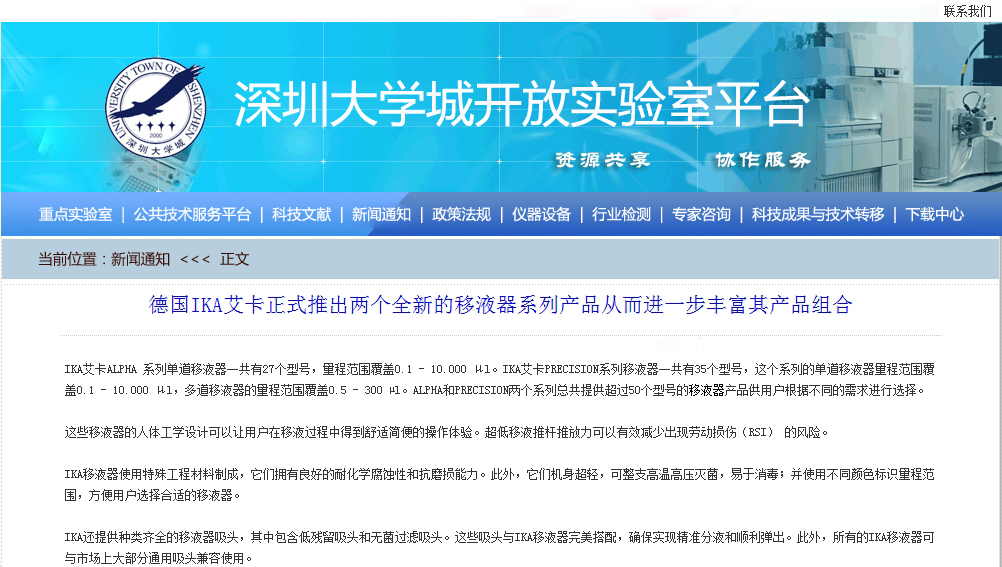 联系我们
UNIVERSITY TOWN OF SHENZHEN
2000
深圳大学城
深圳大学城开放实验室平台
资源共享 协作服务
重点实验室 | 公共技术服务平台 | 科技文献 | 新闻通知 | 政策法规 | 仪器设备 | 行业检测 | 专家咨询 | 科技成果与技术转移 | 下载中心
当前位置：新闻通知 <<< 正文
德国IKA艾卡正式推出两个全新的移液器系列产品从而进一步丰富其产品组合
IKA艾卡ALPHA 系列单道移液器一共有27个型号，量程范围覆盖0.1 - 10.000 μl。IKA艾卡PRECISION系列移液器一共有35个型号，这个系列的单道移液器量程范围覆
盖0.1 - 10.000 μl，多道移液器的量程范围覆盖0.5 - 300 μl。ALPHA和PRECISION两个系列总共提供超过50个型号的移液器产品供用户根据不同的需求进行选择。
这些移液器的人体工学设计可以让用户在移液过程中得到舒适简便的操作体验。超低移液推杆推放力可以有效减少出现劳动损伤（RSI） 的风险。
IKA移液器使用特殊工程材料制成，它们拥有良好的耐化学腐蚀性和抗磨损能力。此外，它们机身超轻，可整支高温高压灭菌，易于消毒；并使用不同颜色标识量程范
围，方便用户选择合适的移液器。
IKA还提供种类齐全的移液器吸头，其中包含低残留吸头和无菌过滤吸头。这些吸头与IKA移液器完美搭配，确保实现精准分液和顺利弹出。此外，所有的IKA移液器可
与市场上大部分通用吸头兼容使用。